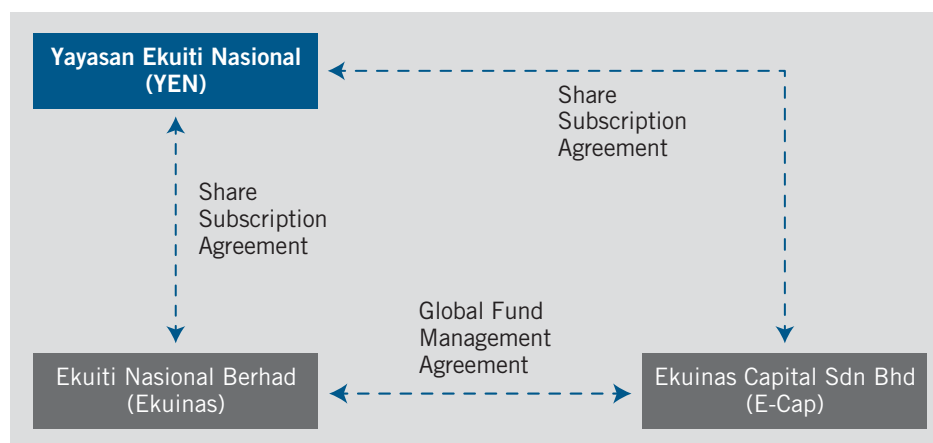 Yayasan Ekuiti Nasional
(YEN)
Share
Subscription
Agreement
Share
Subscription
Agreement
Global Fund
Management
Agreement
Ekuiti Nasional Berhad
(Ekuinas)
Ekuinas Capital Sdn Bhd
(E-Cap)